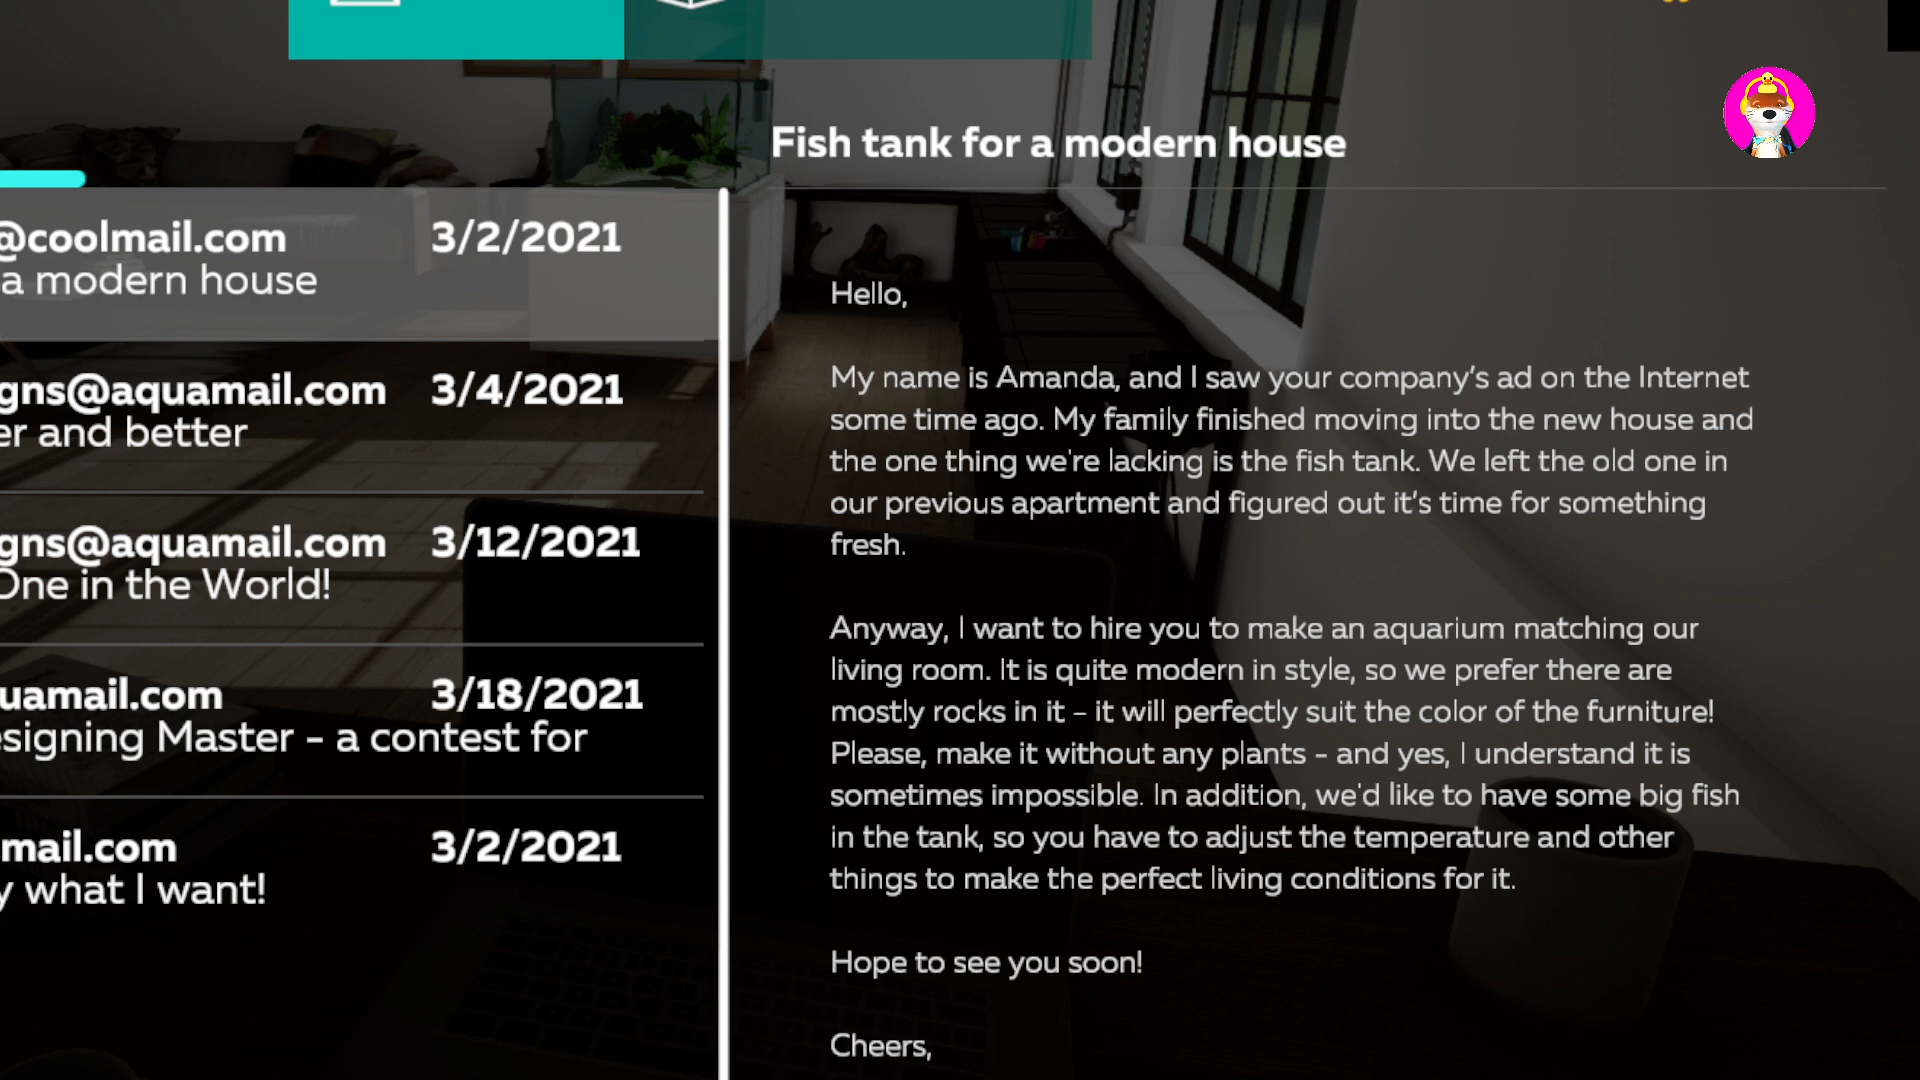 @coolmail.com 3/2/2021
a modern house
gns@aquamail.com 3/4/2021
er and better
gns@aquamail.com 3/12/2021
One in the World!
uamail.com 3/18/2021
signing Master - a contest for
mail.com 3/2/2021
y what I want!
Fish tank for a modern house
Hello,
My name is Amanda, and I saw your company's ad on the Internet
some time ago. My family finished moving into the new house and
the one thing we're lacking is the fish tank. We left the old one in
our previous apartment and figured out it's time for something
fresh.
Anyway, I want to hire you to make an aquarium matching our
living room. It is quite modern in style, so we prefer there are
mostly rocks in it - it will perfectly suit the color of the furniture!
Please, make it without any plants - and yes, I understand it is
sometimes impossible. In addition, we'd like to have some big fish
in the tank, so you have to adjust the temperature and other
things to make the perfect living conditions for it.
Hope to see you soon!
Cheers,